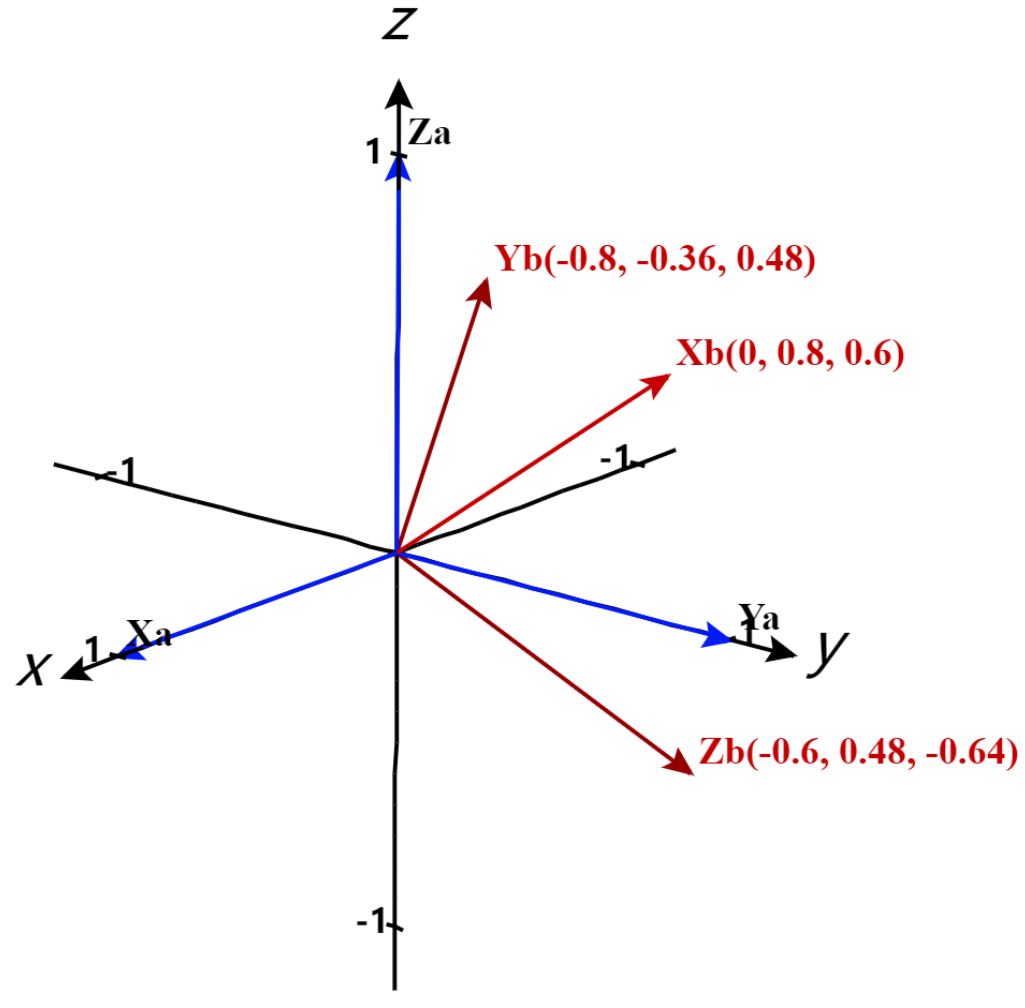 z
1
Za
Yb(-0.8, -0.36, 0.48)
Xb(0, 0.8, 0.6)
-1
-1
x
1
Xa
Ya
1
y
Zb(-0.6, 0.48, -0.64)
-1